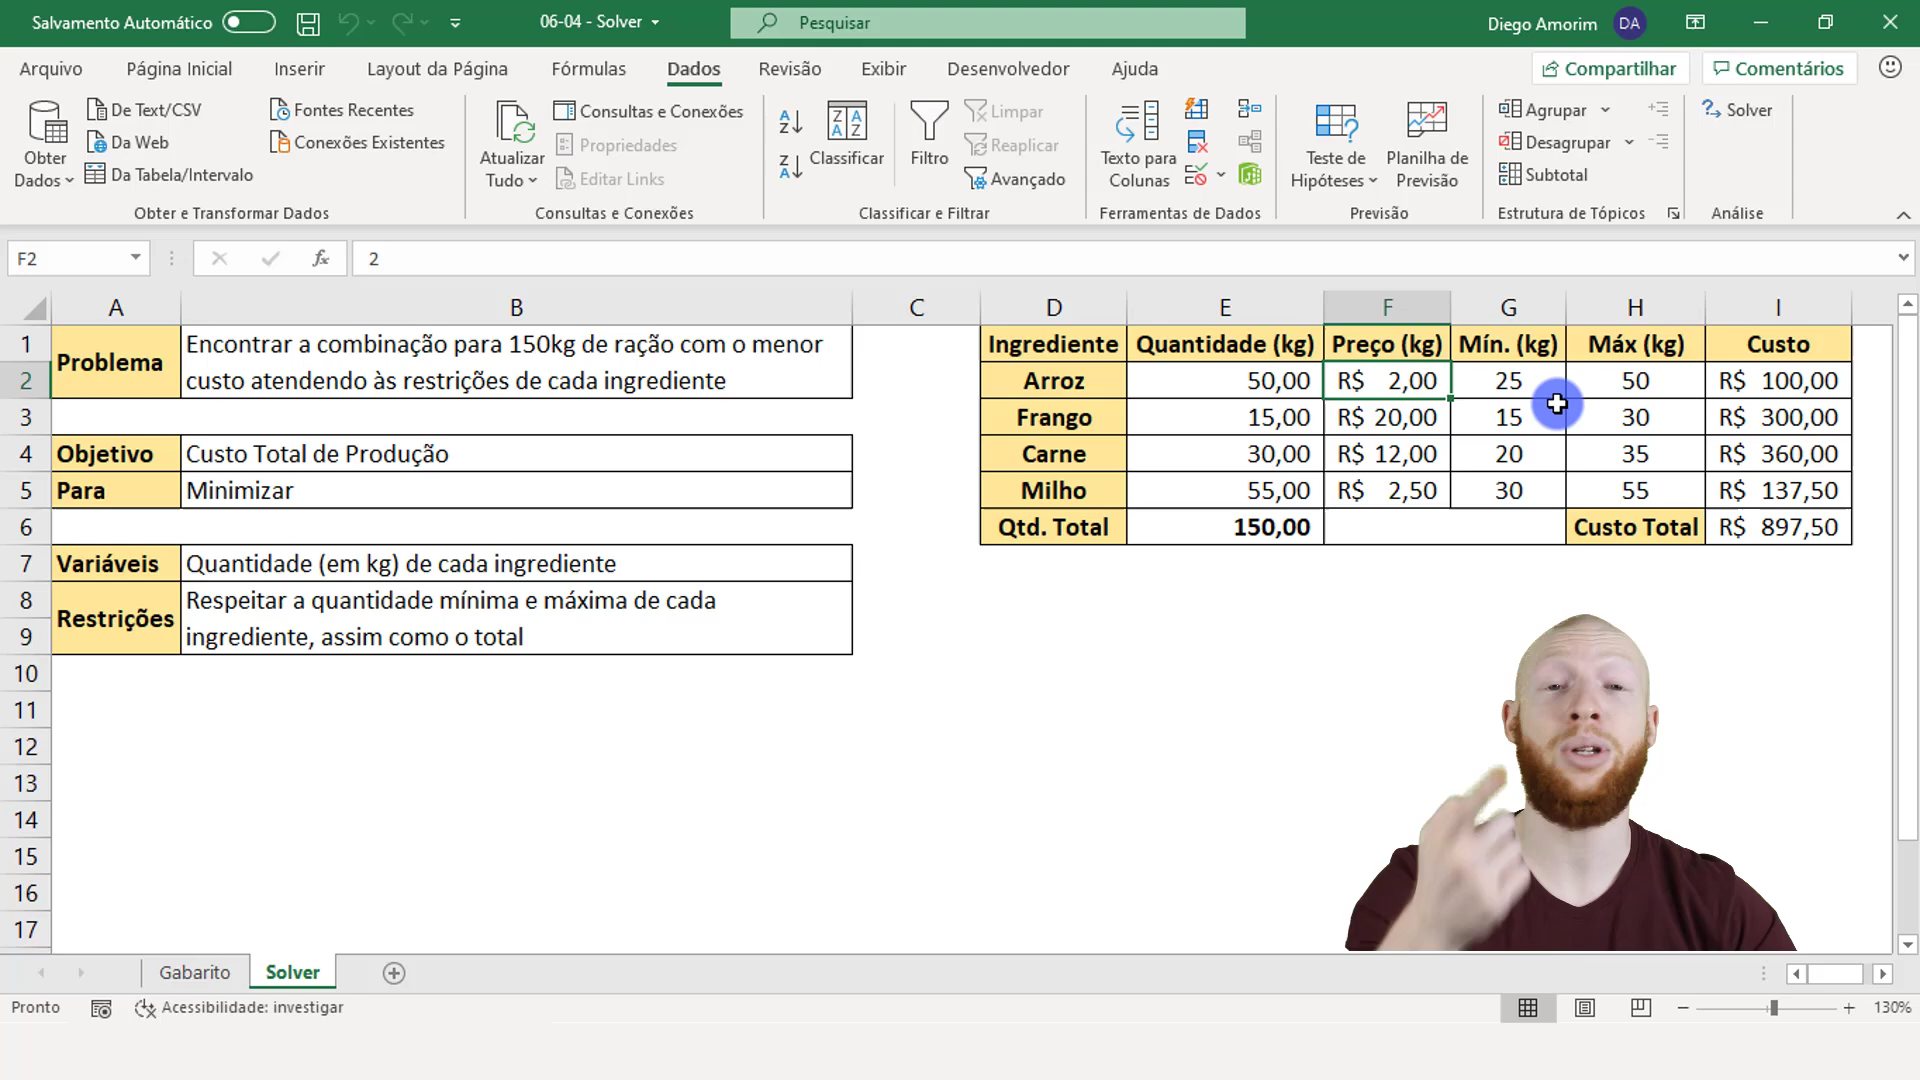 Salvamento Automático
06-04 - Solver
Pesquisar
Diego Amorim
DA
Arquivo Página Inicial Inserir Layout da Página Fórmulas Dados Revisão Exibir Desenvolvedor Ajuda
Compartilhar
Comentários
Obter
Dados
De Text/CSV
Da Web
Da Tabela/Intervalo
Fontes Recentes
Conexões Existentes
Obter e Transformar Dados
Atualizar
Tudo
Consultas e Conexões
Propriedades
Editar Links
Consultas e Conexões
Classificar
Filtro
Limpar
Reaplicar
Avançado
Classificar e Filtrar
Texto para
Colunas
Ferramentas de Dados
Teste de
Hipóteses
Planilha de
Previsão
Previsão
Agrupar
Desagrupar
Subtotal
Estrutura de Tópicos
Solver
Análise
F2
fx
2
A B C D E F G H I
1
2
3
4
5
6
7
8
9
10
11
12
13
14
15
16
17
Problema
Encontrar a combinação para 150kg de ração com o menor
custo atendendo às restrições de cada ingrediente
Objetivo Custo Total de Produção
Para Minimizar
Variáveis Quantidade (em kg) de cada ingrediente
Restrições
Respeitar a quantidade mínima e máxima de cada
ingrediente, assim como o total
Ingrediente Quantidade (kg) Preço (kg) Mín. (kg) Máx (kg) Custo
Arroz 50,00 R$ 2,00 25 50 R$ 100,00
Frango 15,00 R$ 20,00 15 30 R$ 300,00
Carne 30,00 R$ 12,00 20 35 R$ 360,00
Milho 55,00 R$ 2,50 30 55 R$ 137,50
Qtd. Total 150,00 Custo Total R$ 897,50
Gabarito Solver
Pronto
Acessibilidade: investigar
130%